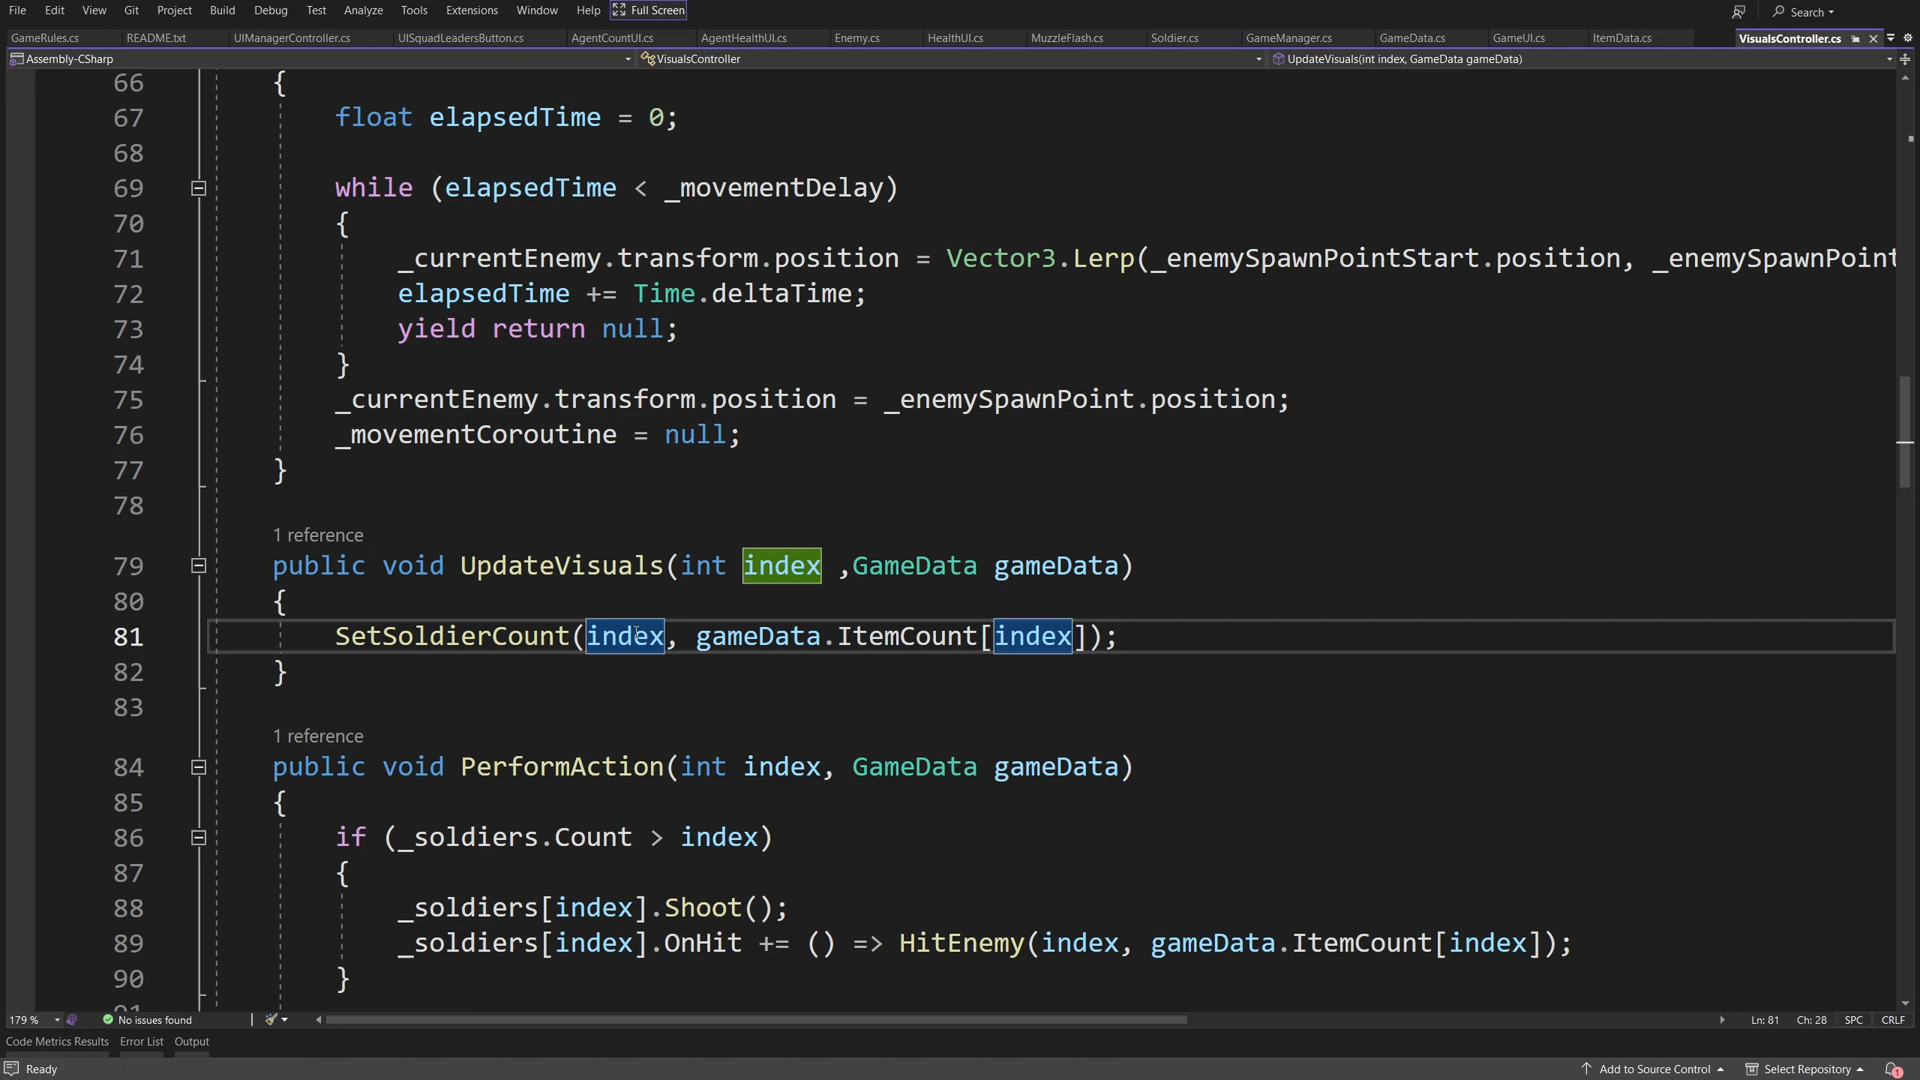 File Edit View Git Project Build Debug Test Analyze Tools Extensions Window Help Full Screen Search
GameRules.cs README.txt UIManagerController.cs UISquadLeadersButton.cs AgentCountUI.cs AgentHealthUI.cs Enemy.cs HealthUI.cs MuzzleFlash.cs Soldier.cs GameManager.cs GameData.cs GameUI.cs ItemData.cs VisualsController.cs
Assembly-CSharp VisualsController UpdateVisuals(int index, GameData gameData)
66 {
67 float elapsedTime = 0;
68
69 while (elapsedTime < _movementDelay)
70 {
71 _currentEnemy.transform.position = Vector3.Lerp(_enemySpawnPointStart.position, _enemySpawnPoint
72 elapsedTime += Time.deltaTime;
73 yield return null;
74 }
75 _currentEnemy.transform.position = _enemySpawnPoint.position;
76 _movementCoroutine = null;
77 }
78
1 reference
79 public void UpdateVisuals(int index ,GameData gameData)
80 {
81 SetSoldierCount(index, gameData.ItemCount[index]);
82 }
83
1 reference
84 public void PerformAction(int index, GameData gameData)
85 {
86 if (_soldiers.Count > index)
87 {
88 _soldiers[index].Shoot();
89 _soldiers[index].OnHit += () => HitEnemy(index, gameData.ItemCount[index]);
90 }
179 % No issues found Ln: 81 Ch: 28 SPC CRLF
Code Metrics Results Error List Output
Ready Add to Source Control Select Repository 1